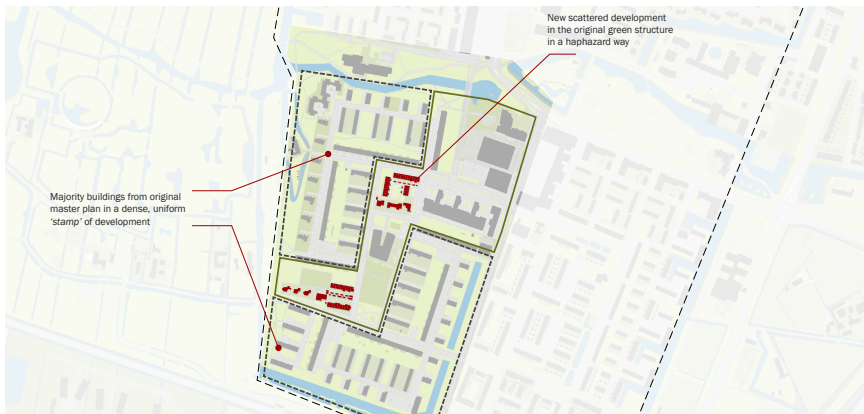 New scattered development
in the original green structure
in a haphazard way
Majority buildings from original
master plan in a dense, uniform
‘stamp’ of development